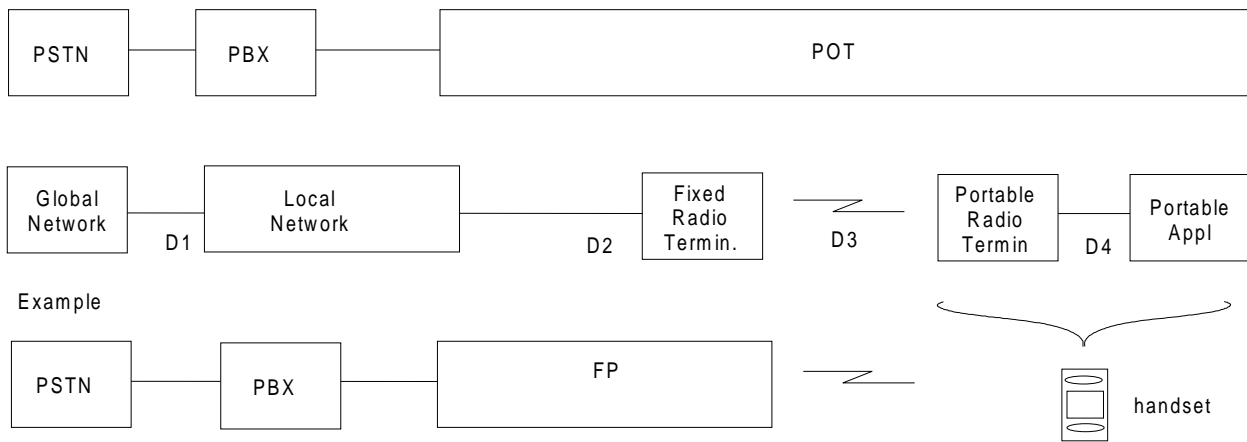 PSTN
PBX
POT
Global
Network
D1
Local
Network
D2
Fixed
Radio
Termin.
D3
Portable
Radio
Termin
D4
Portable
Appl
Example
PSTN
PBX
FP
handset